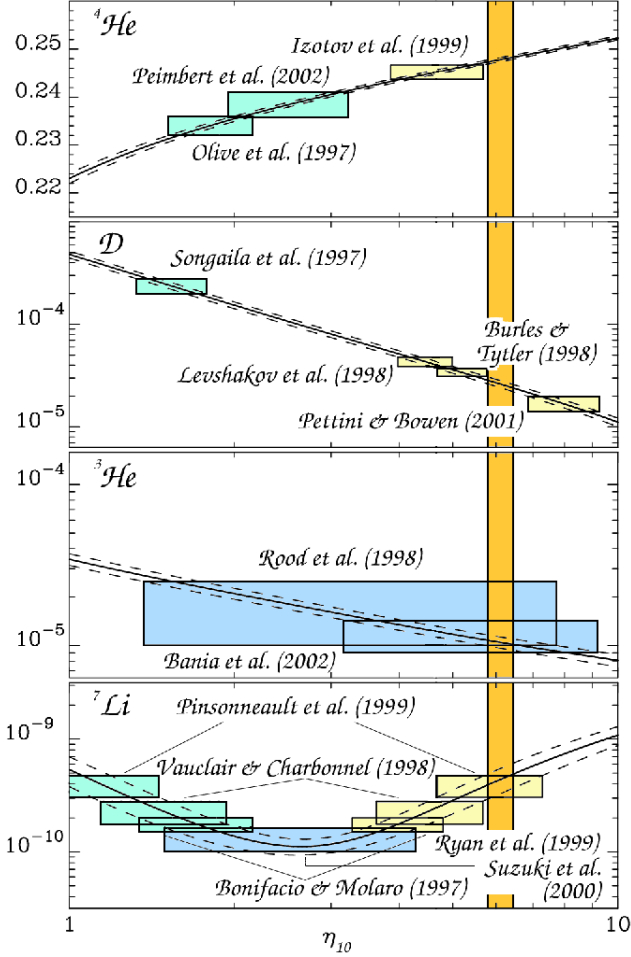 ⁴He
0.25
0.24
0.23
0.22
Izotov et al. (1999)
Peimbert et al. (2002)
Olive et al. (1997)
D
10⁻⁴
10⁻⁵
Songaila et al. (1997)
Burles &
Tytler (1998)
Levshakov et al. (1998)
Pettini & Bowen (2001)
³He
10⁻⁴
10⁻⁵
Rood et al. (1998)
Bania et al. (2002)
⁷Li
10⁻⁹
10⁻¹⁰
Pinsonneault et al. (1999)
Vauclair & Charbonnel (1998)
Ryan et al. (1999)
Suzuki et al.
(2000)
Bonifacio & Molaro (1997)
1
10
η₁₀